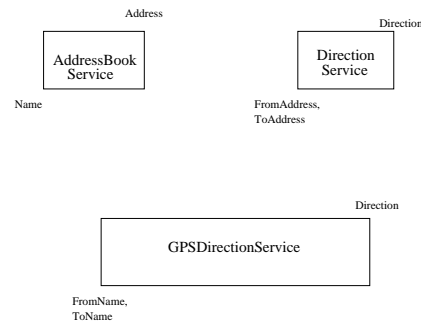 Address
AddressBook
Service
Name
Direction
Direction
Service
FromAddress,
ToAddress
Direction
GPSDirectionService
FromName,
ToName